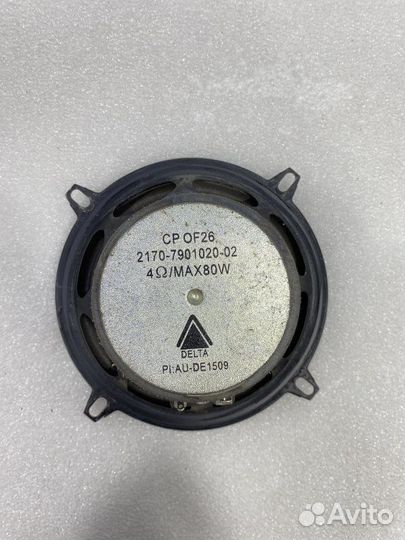 CP OF26
2170-7901020-02
4Ω/MAX80W
DELTA
PI:AU-DE1509
Avito